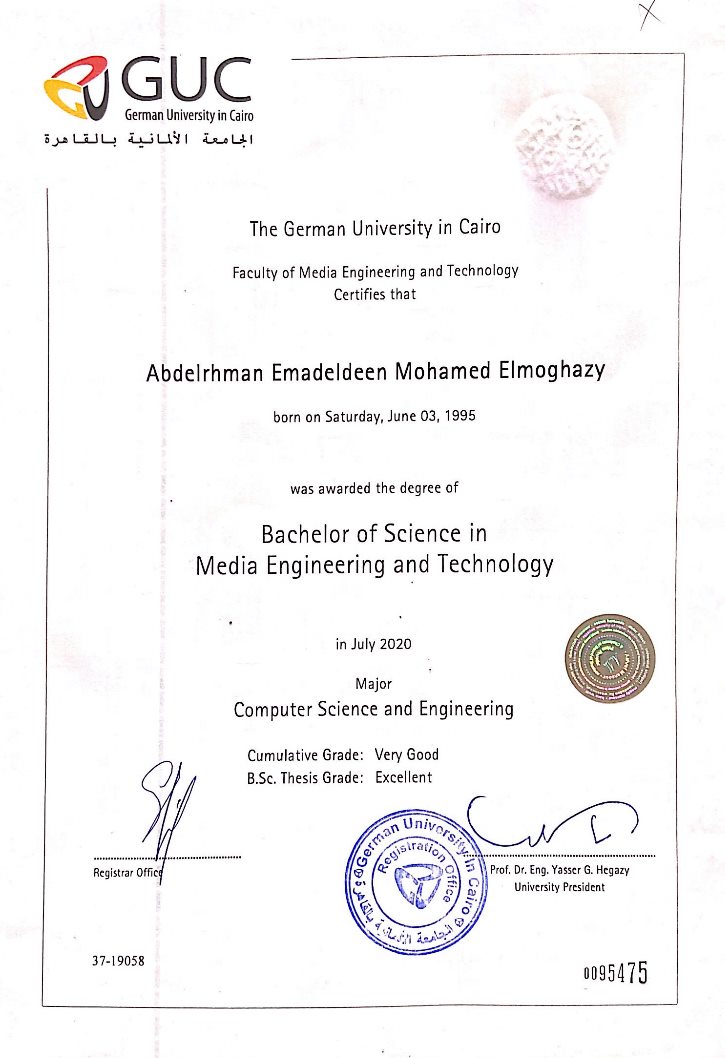 GUC
German University in Cairo
الجامعة الألمانية بالقاهرة
The German University in Cairo
Faculty of Media Engineering and Technology
Certifies that
Abdelrhman Emadeldeen Mohamed Elmoghazy
born on Saturday, June 03, 1995
was awarded the degree of
Bachelor of Science in
Media Engineering and Technology
in July 2020
Major
Computer Science and Engineering
Cumulative Grade: Very Good
B.Sc. Thesis Grade: Excellent
Registrar Office
German University in Cairo
Registration Office
الجامعة الألمانية بالقاهرة
Prof. Dr. Eng. Yasser G. Hegazy
University President
37-19058
0095475